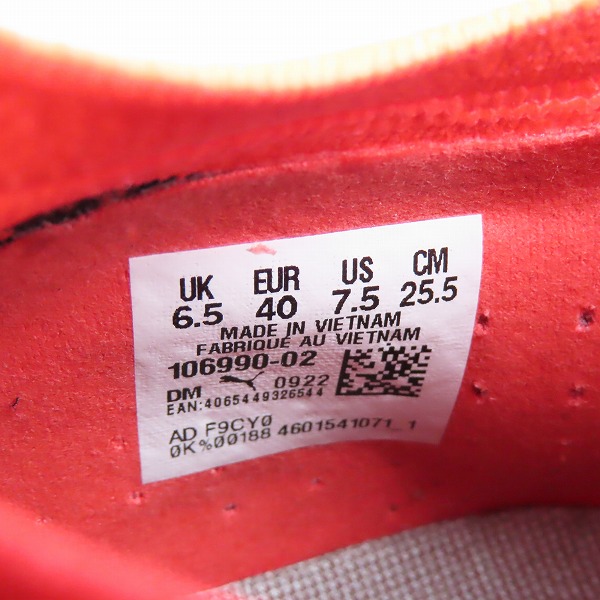 UK EUR US CM
6.5 40 7.5 25.5
MADE IN VIETNAM
FABRIQUÉ AU VIETNAM
106990-02
DM 0922
EAN:4065449326544
AD F9CY0
0K%00188 4601541071_1